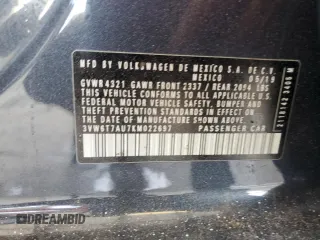 MFD BY VOLKSWAGEN DE MEXICO S.A. DE C.V.
MEXICO
GVWR 4321 GAWR FRONT 2337 / REAR 2094 LBS
THIS VEHICLE CONFORMS TO ALL APPLICABLE
FEDERAL MOTOR VEHICLE SAFETY, BUMPER AND
THEFT PREVENTION STANDARDS IN EFFECT ON THE
DATE OF MANUFACTURE SHOWN ABOVE
3VW6T7AU7KM022697 PASSENGER CAR
DREAMBID